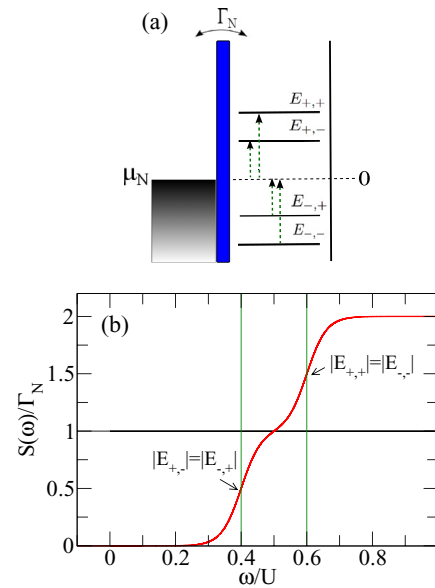 (a)
Γ_N
E_{+,+}
E_{+,-}
μ_N
0
E_{-,+}
E_{-,-}
(b)
2
1.5
1
0.5
0
S(ω)/Γ_N
|E_{+,+}|=|E_{-,-}|
|E_{+,-}|=|E_{-,+}|
0 0.2 0.4 0.6 0.8
ω/U